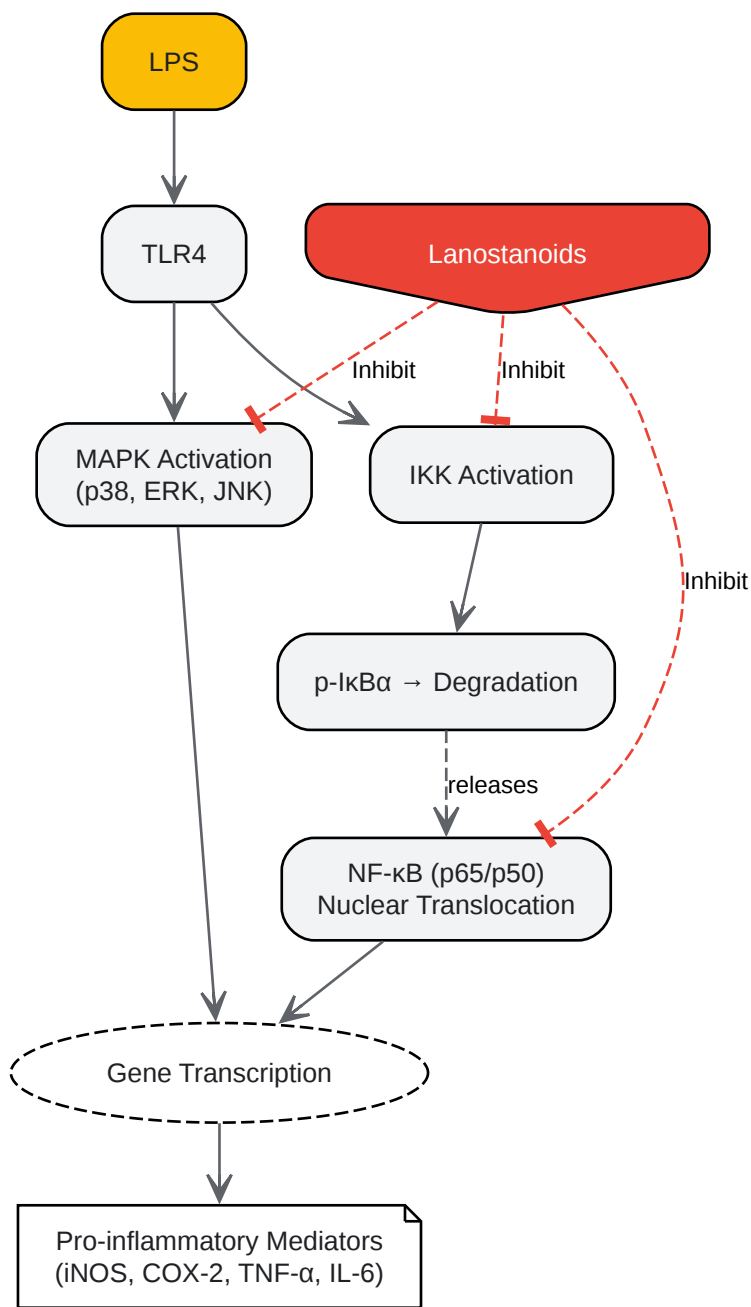 LPS
TLR4
Lanostanoids
Inhibit
Inhibit
MAPK Activation
(p38, ERK, JNK)
IKK Activation
Inhibit
p-IκBα → Degradation
releases
NF-κB (p65/p50)
Nuclear Translocation
Gene Transcription
Pro-inflammatory Mediators
(iNOS, COX-2, TNF-α, IL-6)